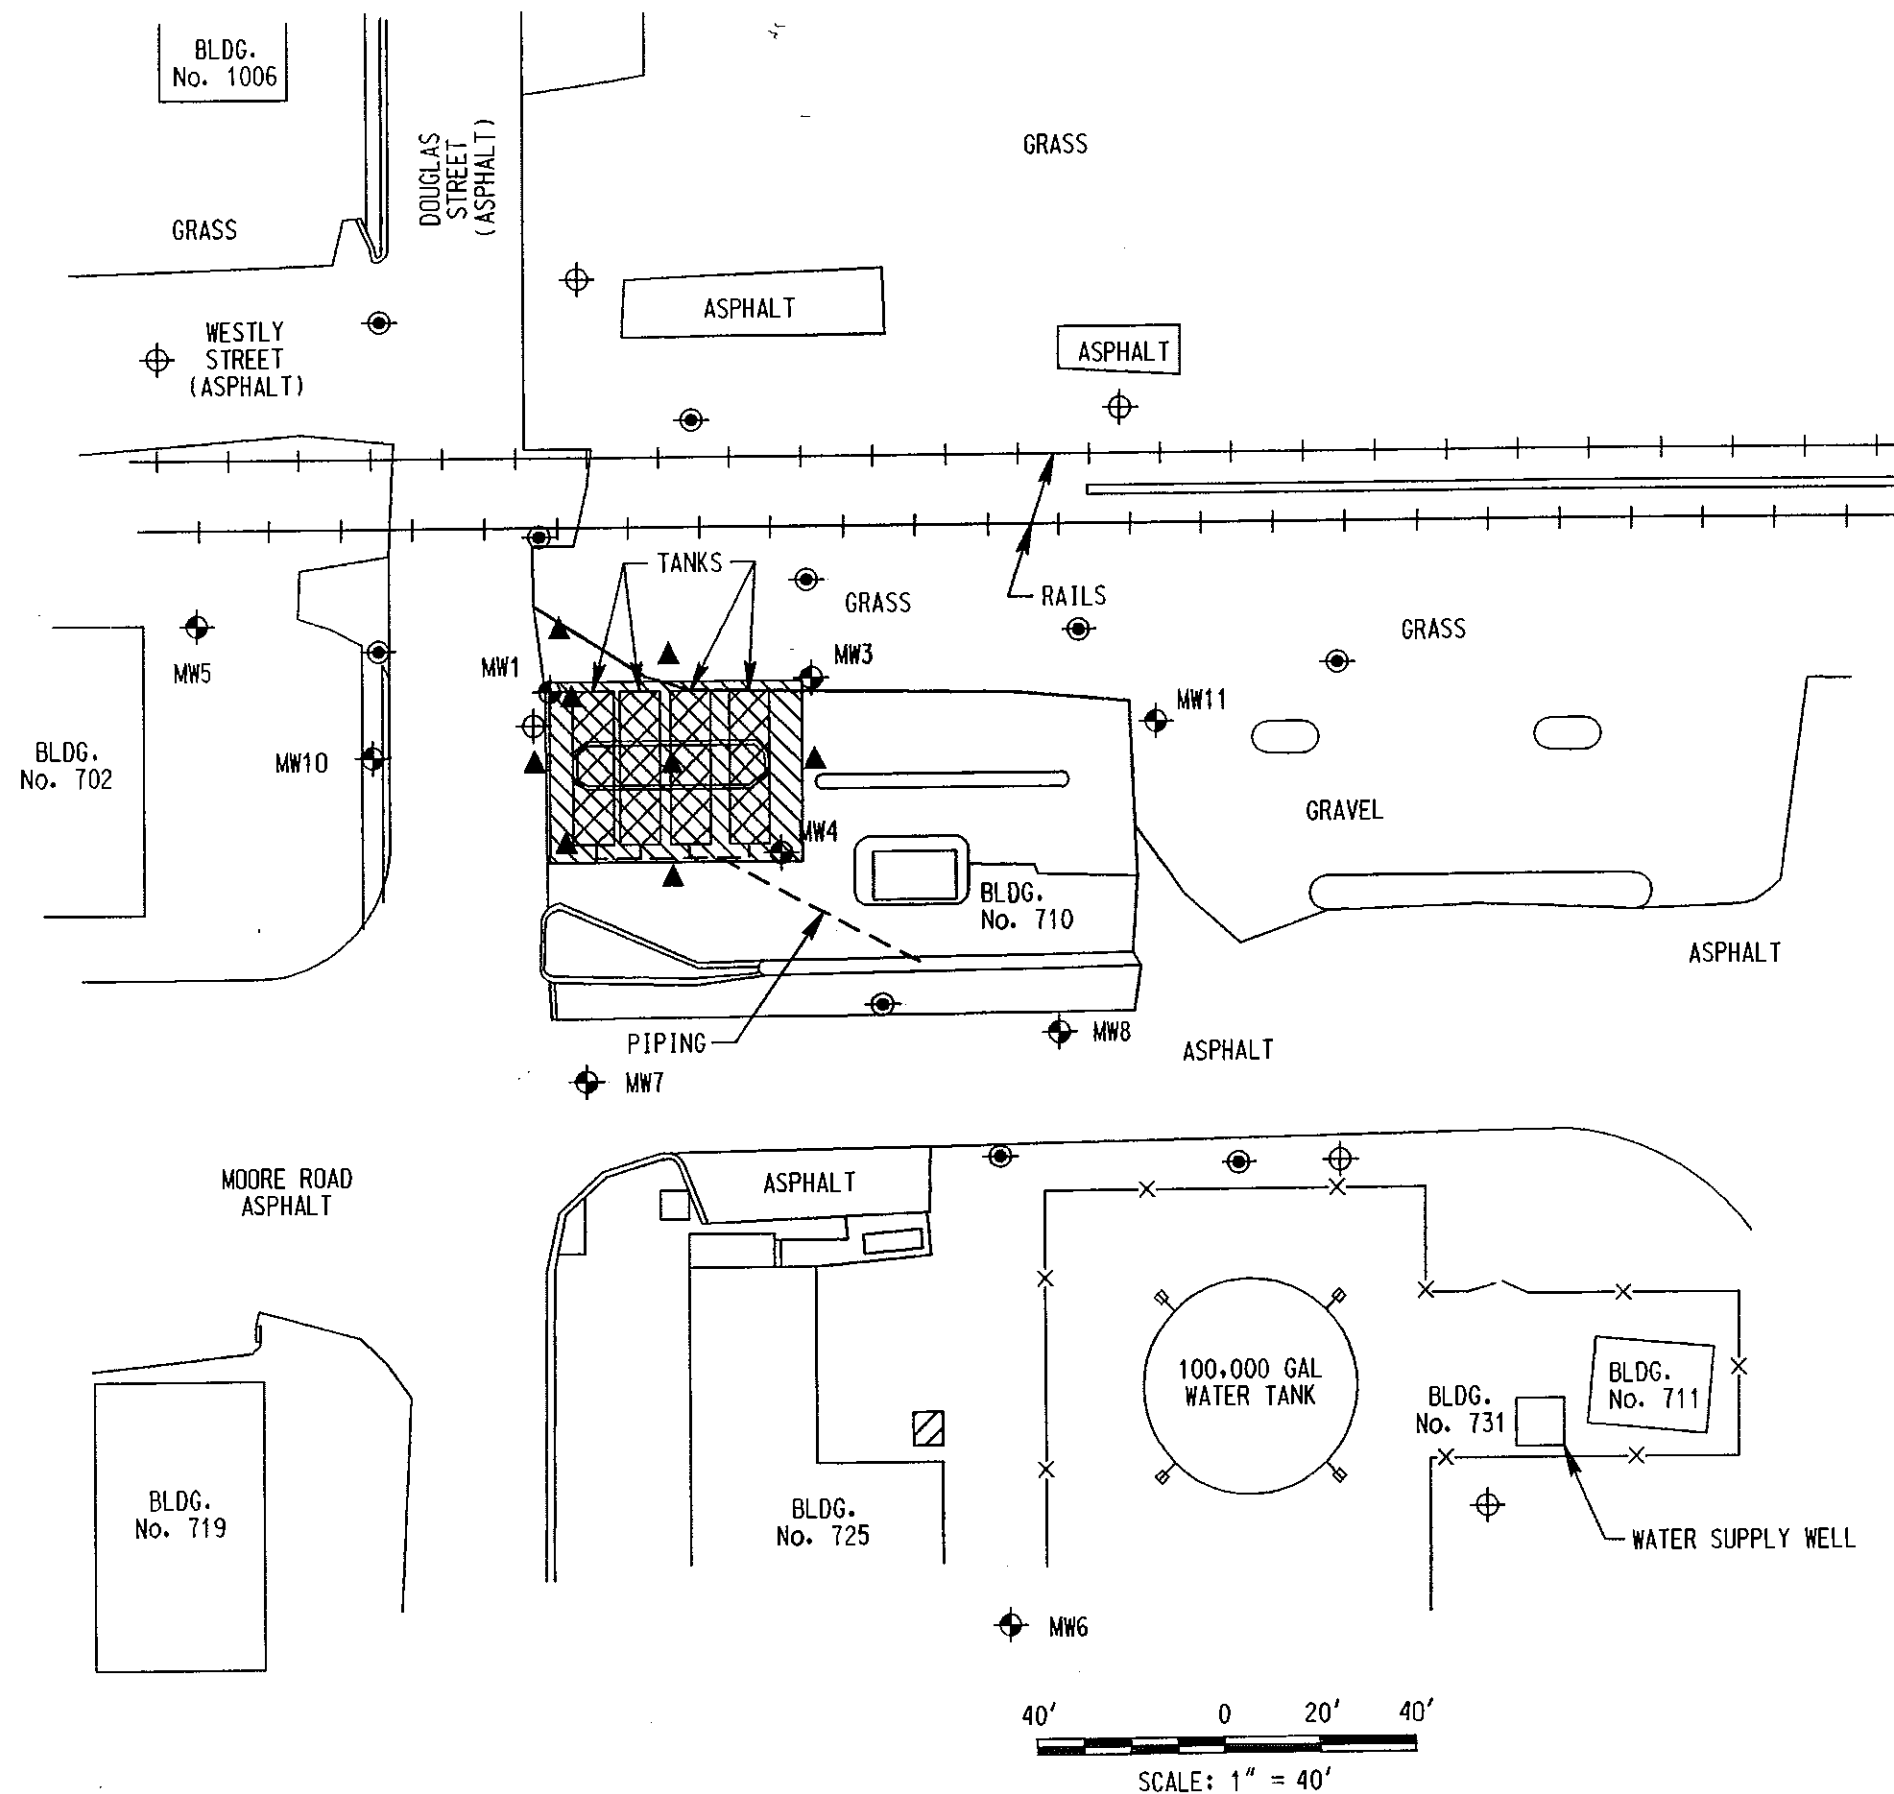 BLDG.
No. 1006
DOUGLAS
STREET
(ASPHALT)
GRASS
GRASS
WESTLY
STREET
(ASPHALT)
ASPHALT
ASPHALT
TANKS
GRASS
RAILS
GRASS
MW5
MW1
MW3
MW11
BLDG.
No. 702
MW10
MW4
GRAVEL
BLDG.
No. 710
ASPHALT
PIPING
MW8
ASPHALT
MW7
MOORE ROAD
ASPHALT
ASPHALT
100,000 GAL
WATER TANK
BLDG.
No. 731
BLDG.
No. 711
BLDG.
No. 719
BLDG.
No. 725
WATER SUPPLY WELL
MW6
40' 0 20' 40'
SCALE: 1" = 40'